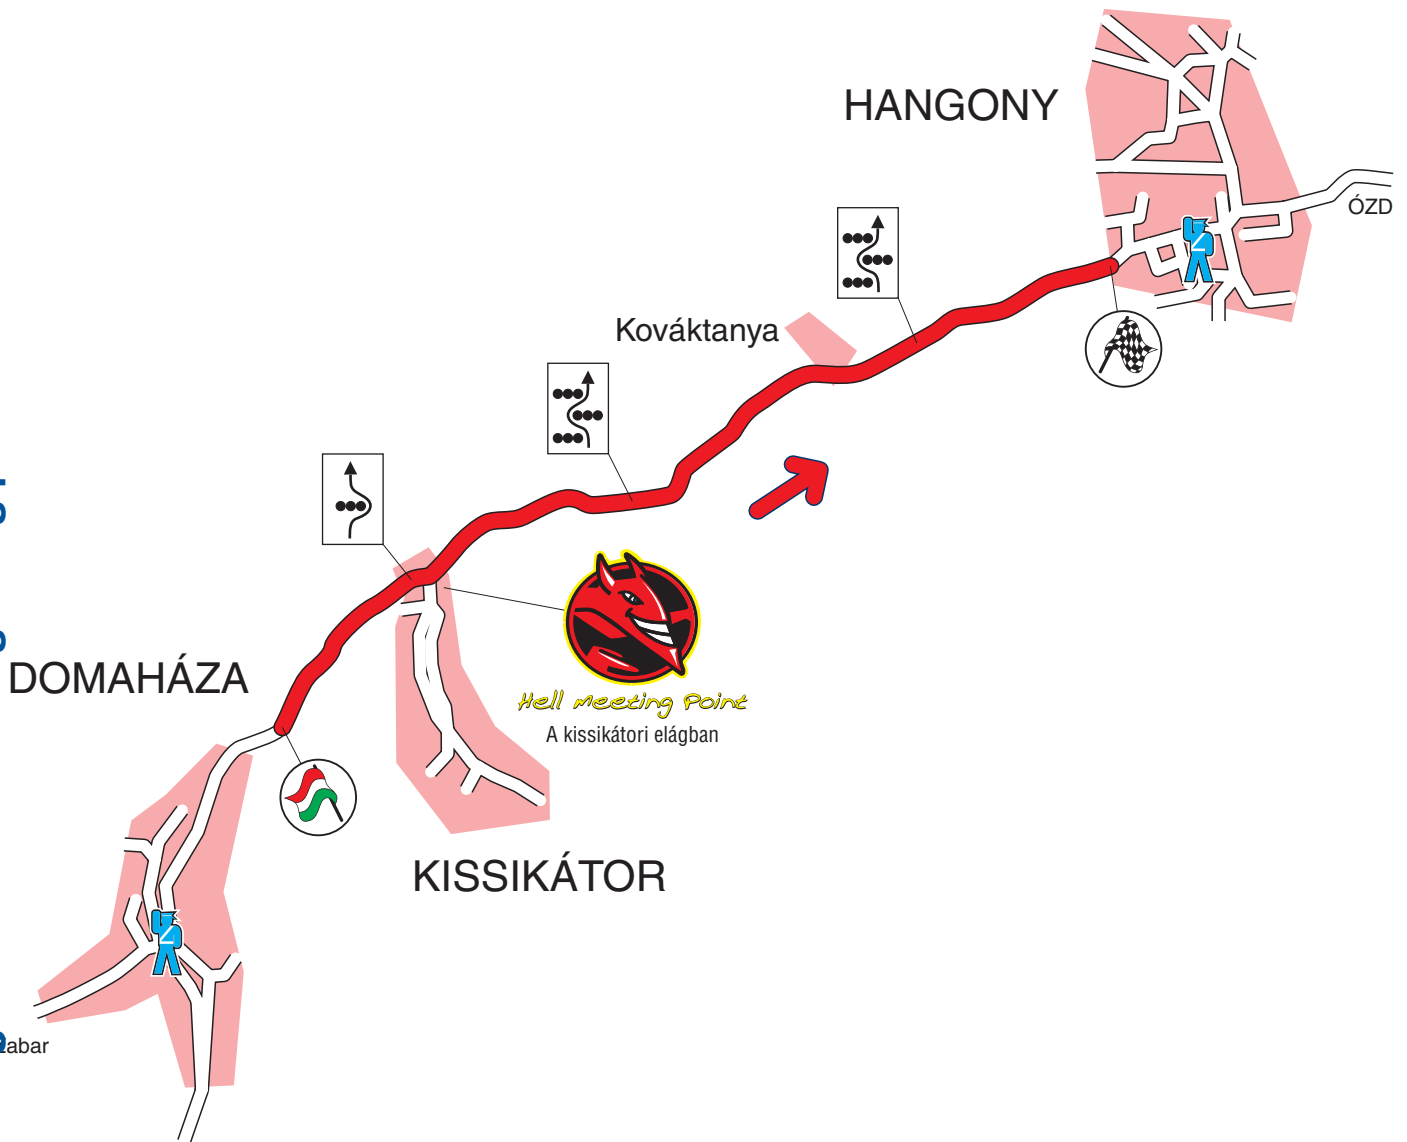 HANGONY
ÓZD
Kováktanya
DOMAHÁZA
Hell Meeting Point
A kissikátori elágban
KISSIKÁTOR